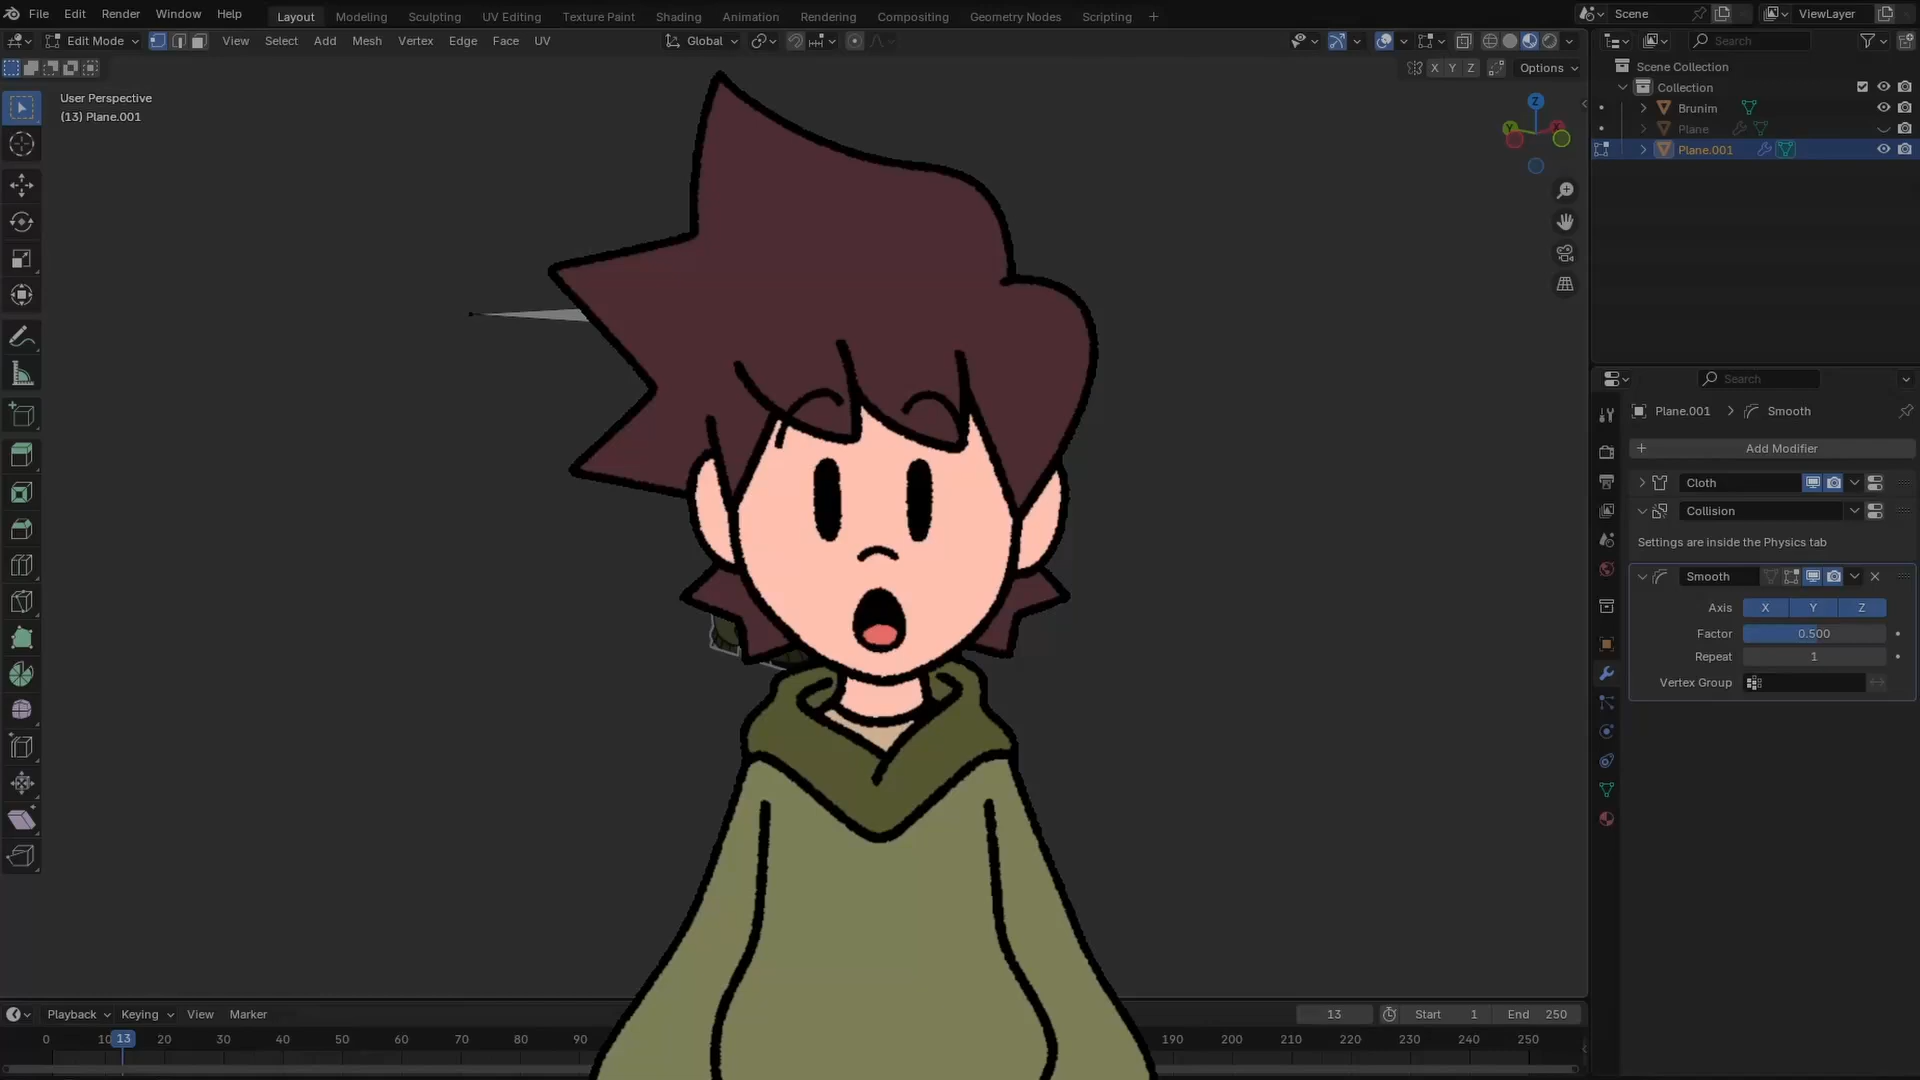 File Edit Render Window Help Layout Modeling Sculpting UV Editing Texture Paint Shading Animation Rendering Compositing Geometry Nodes Scripting + Scene ViewLayer
Edit Mode View Select Add Mesh Vertex Edge Face UV Global Search
X Y Z Options
Scene Collection
Collection
User Perspective
(13) Plane.001
Z
Brunim
Plane
Plane.001
Search
Plane.001 Smooth
Add Modifier
Cloth
Collision
Settings are inside the Physics tab
Smooth
Axis X Y Z
Factor 0.500
Repeat 1
Vertex Group
Playback Keying View Marker 13 Start 1 End 250
0 10 13 20 30 40 50 60 70 80 90 190 200 210 220 230 240 250